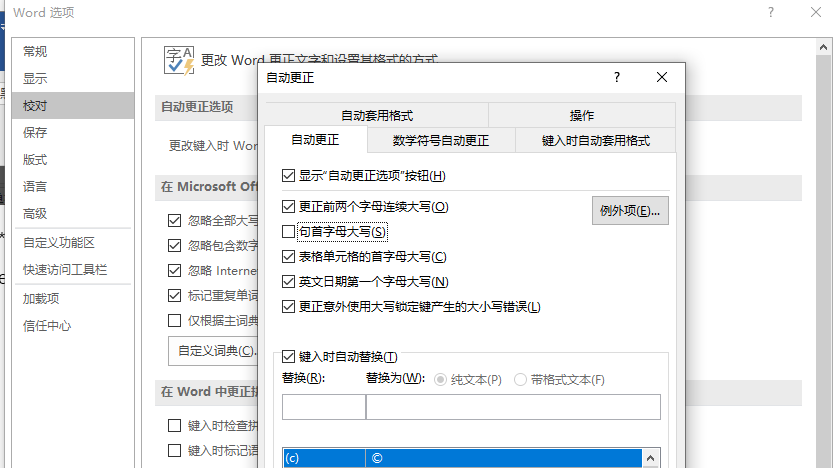 Word 选项
常规
显示
校对
保存
版式
语言
高级
自定义功能区
快速访问工具栏
加载项
信任中心
更改 Word 更正文字和设置其格式的方式
自动更正选项
更改键入时 Wor
在 Microsoft Off
忽略全部大写
忽略包含数字
忽略 Internet
标记重复单词
仅根据主词典
自定义词典(C)..
在 Word 中更正拼
键入时检查拼
键入时标记语
自动更正
自动套用格式 操作
自动更正 数学符号自动更正 键入时自动套用格式
显示“自动更正选项”按钮(H)
更正前两个字母连续大写(O) 例外项(E)...
句首字母大写(S)
表格单元格的首字母大写(C)
英文日期第一个字母大写(N)
更正意外使用大写锁定键产生的大小写错误(L)
键入时自动替换(T)
替换(R): 替换为(W): 纯文本(P) 带格式文本(F)
(c) ©